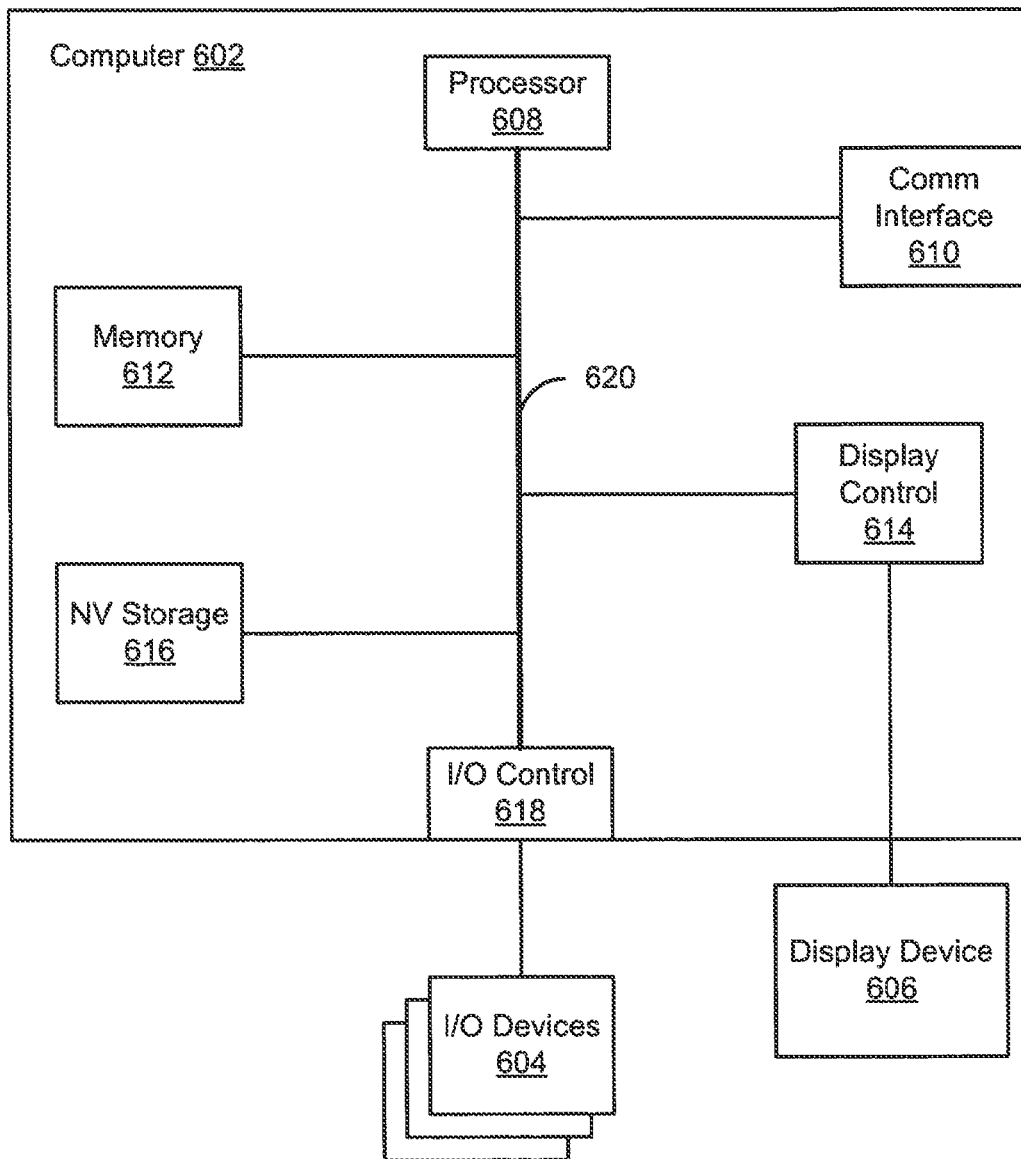 Computer 602
Processor
608
Comm
Interface
610
Memory
612
620
Display
Control
614
NV Storage
616
I/O Control
618
Display Device
606
I/O Devices
604